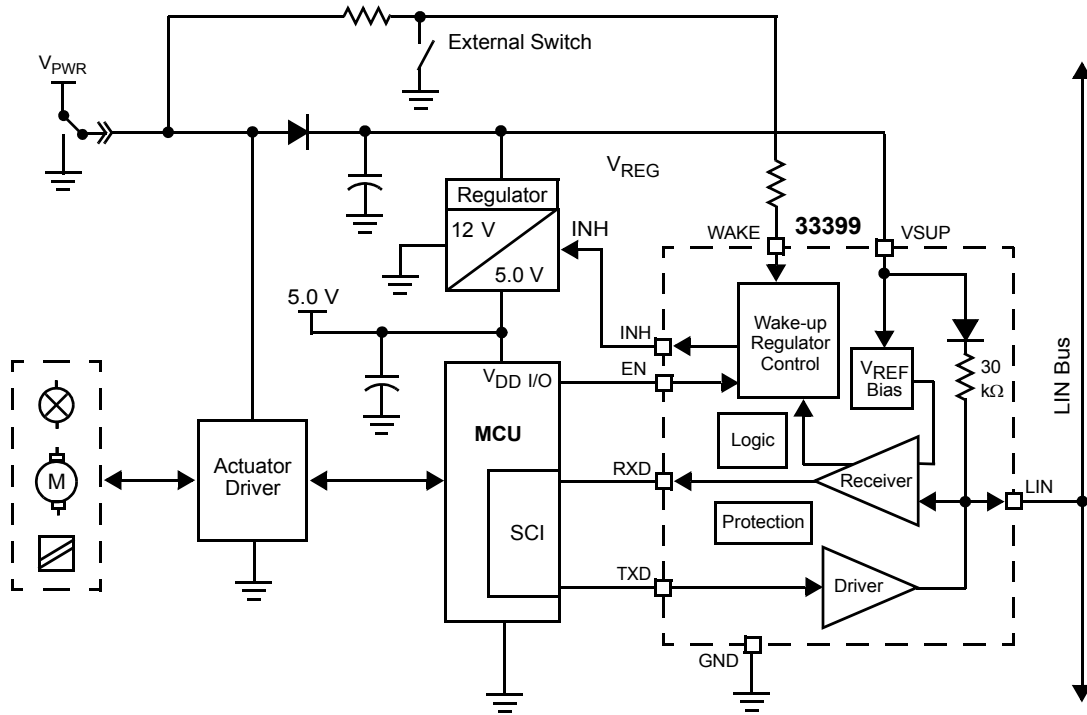 External Switch
VPWR
VREG
Regulator
12 V
5.0 V
INH
WAKE
33399
VSUP
5.0 V
INH
Wake-up
Regulator
Control
VREF
Bias
30
kΩ
LIN Bus
EN
VDD I/O
MCU
Logic
M
Actuator
Driver
RXD
Receiver
LIN
SCI
Protection
TXD
Driver
GND